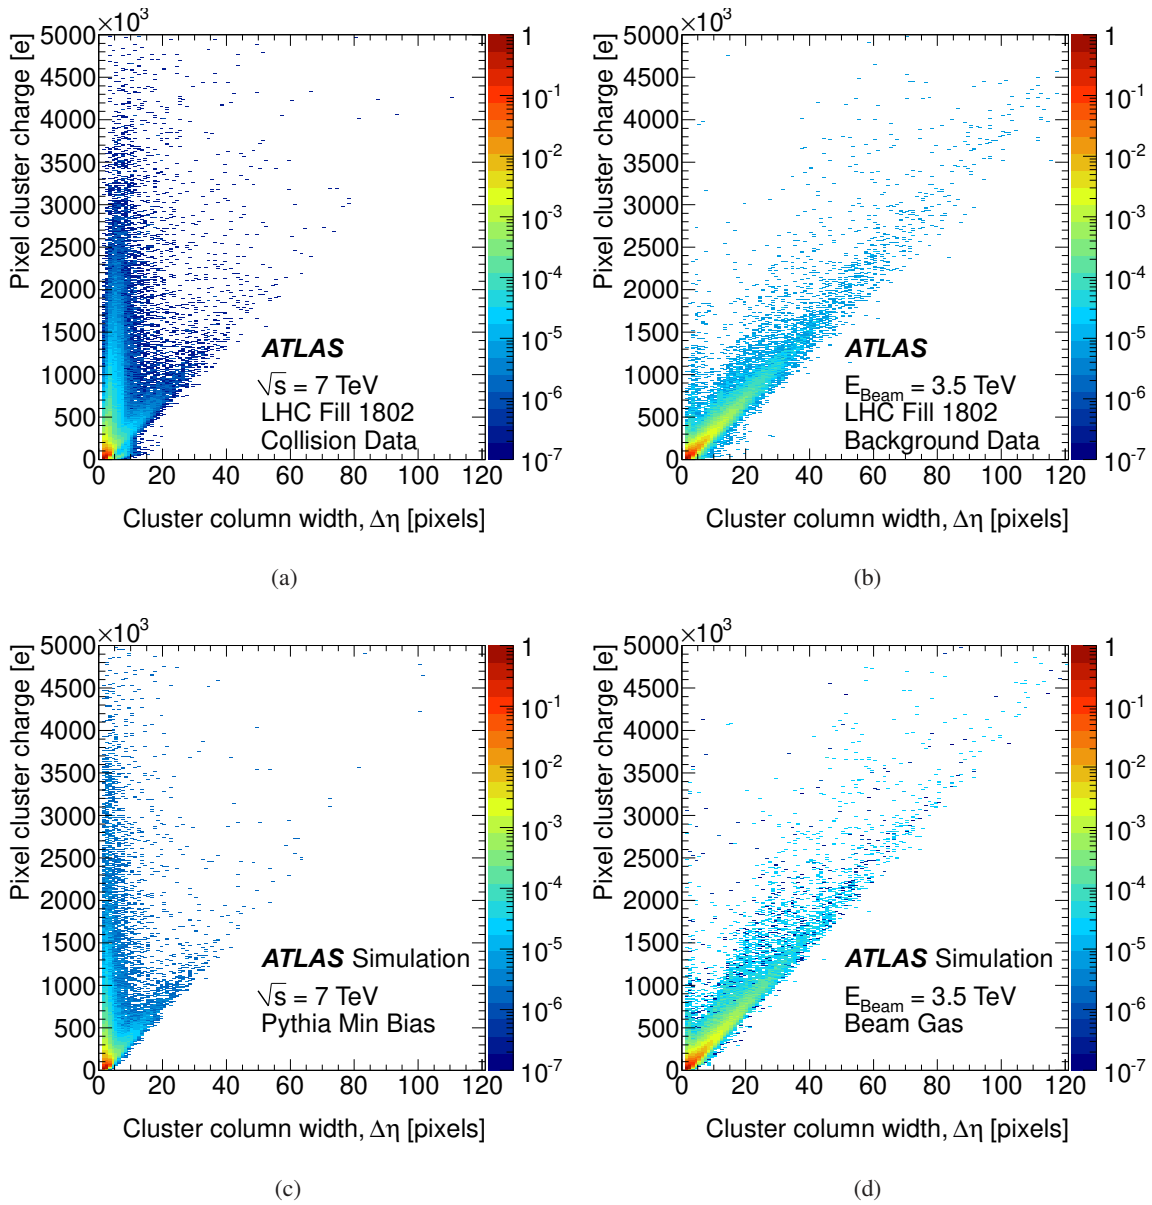 ×10³ ×10³
Pixel cluster charge [e]
5000
4500
4000
3500
3000
2500
2000
1500
1000
500
0
0 20 40 60 80 100 120
Cluster column width, Δη [pixels]
ATLAS
√s = 7 TeV
LHC Fill 1802
Collision Data
1
10⁻¹
10⁻²
10⁻³
10⁻⁴
10⁻⁵
10⁻⁶
10⁻⁷
(a)
Pixel cluster charge [e]
5000
4500
4000
3500
3000
2500
2000
1500
1000
500
0
0 20 40 60 80 100 120
Cluster column width, Δη [pixels]
ATLAS
E_Beam = 3.5 TeV
LHC Fill 1802
Background Data
1
10⁻¹
10⁻²
10⁻³
10⁻⁴
10⁻⁵
10⁻⁶
10⁻⁷
(b)
×10³ ×10³
Pixel cluster charge [e]
5000
4500
4000
3500
3000
2500
2000
1500
1000
500
0
0 20 40 60 80 100 120
Cluster column width, Δη [pixels]
ATLAS Simulation
√s = 7 TeV
Pythia Min Bias
1
10⁻¹
10⁻²
10⁻³
10⁻⁴
10⁻⁵
10⁻⁶
10⁻⁷
(c)
Pixel cluster charge [e]
5000
4500
4000
3500
3000
2500
2000
1500
1000
500
0
0 20 40 60 80 100 120
Cluster column width, Δη [pixels]
ATLAS Simulation
E_Beam = 3.5 TeV
Beam Gas
1
10⁻¹
10⁻²
10⁻³
10⁻⁴
10⁻⁵
10⁻⁶
10⁻⁷
(d)